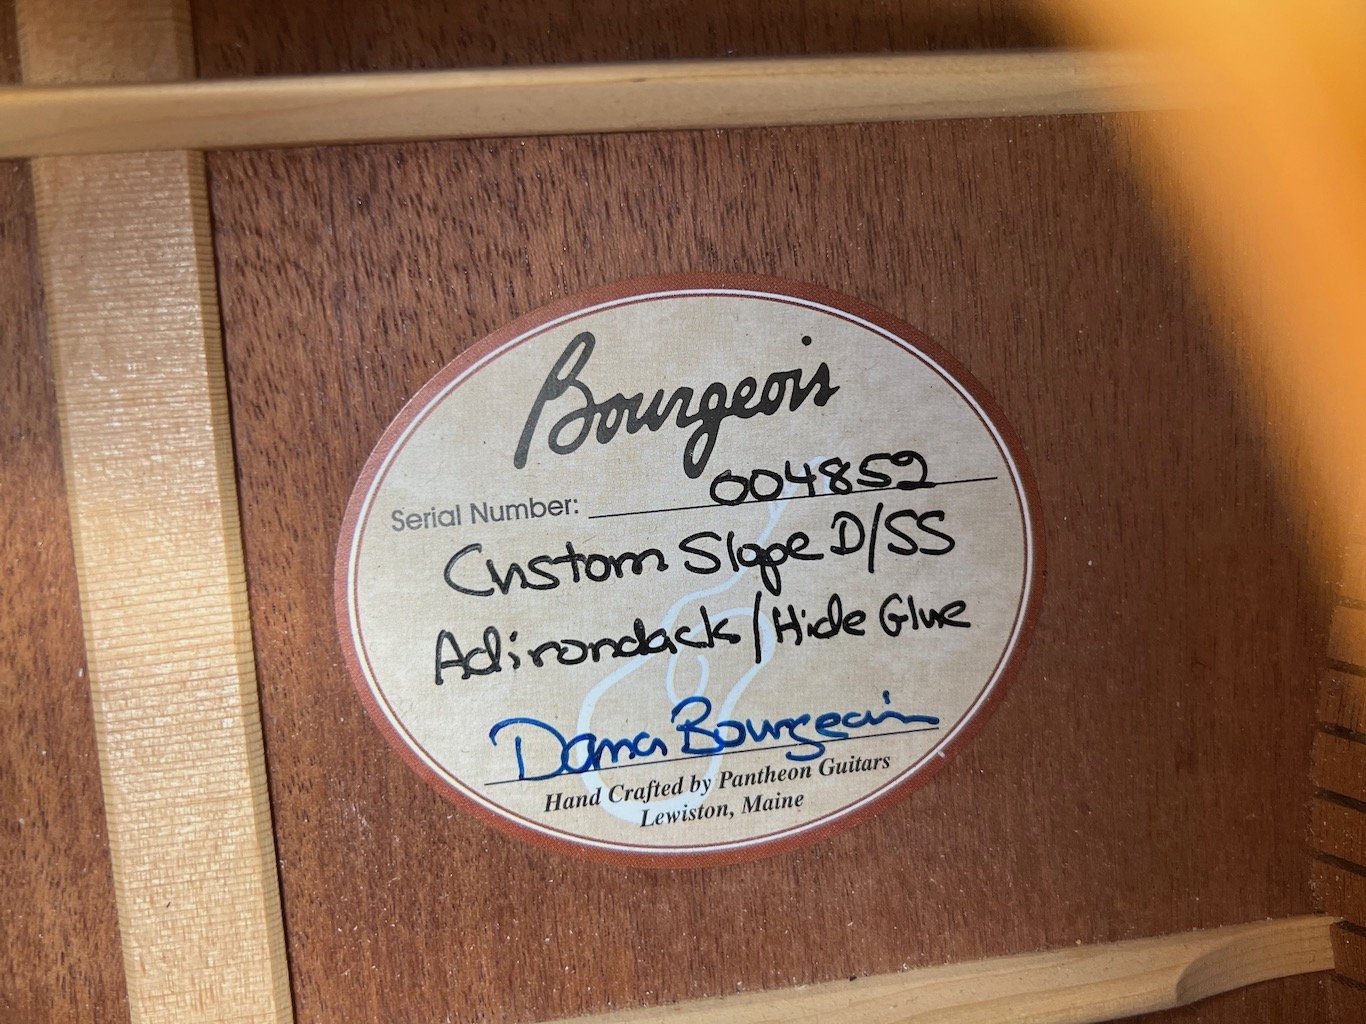 Bourgeois
Serial Number: 004852
Custom Slope D/SS
Adirondack/Hide Glue
Dana Bourgeois
Hand Crafted by Pantheon Guitars
Lewiston, Maine